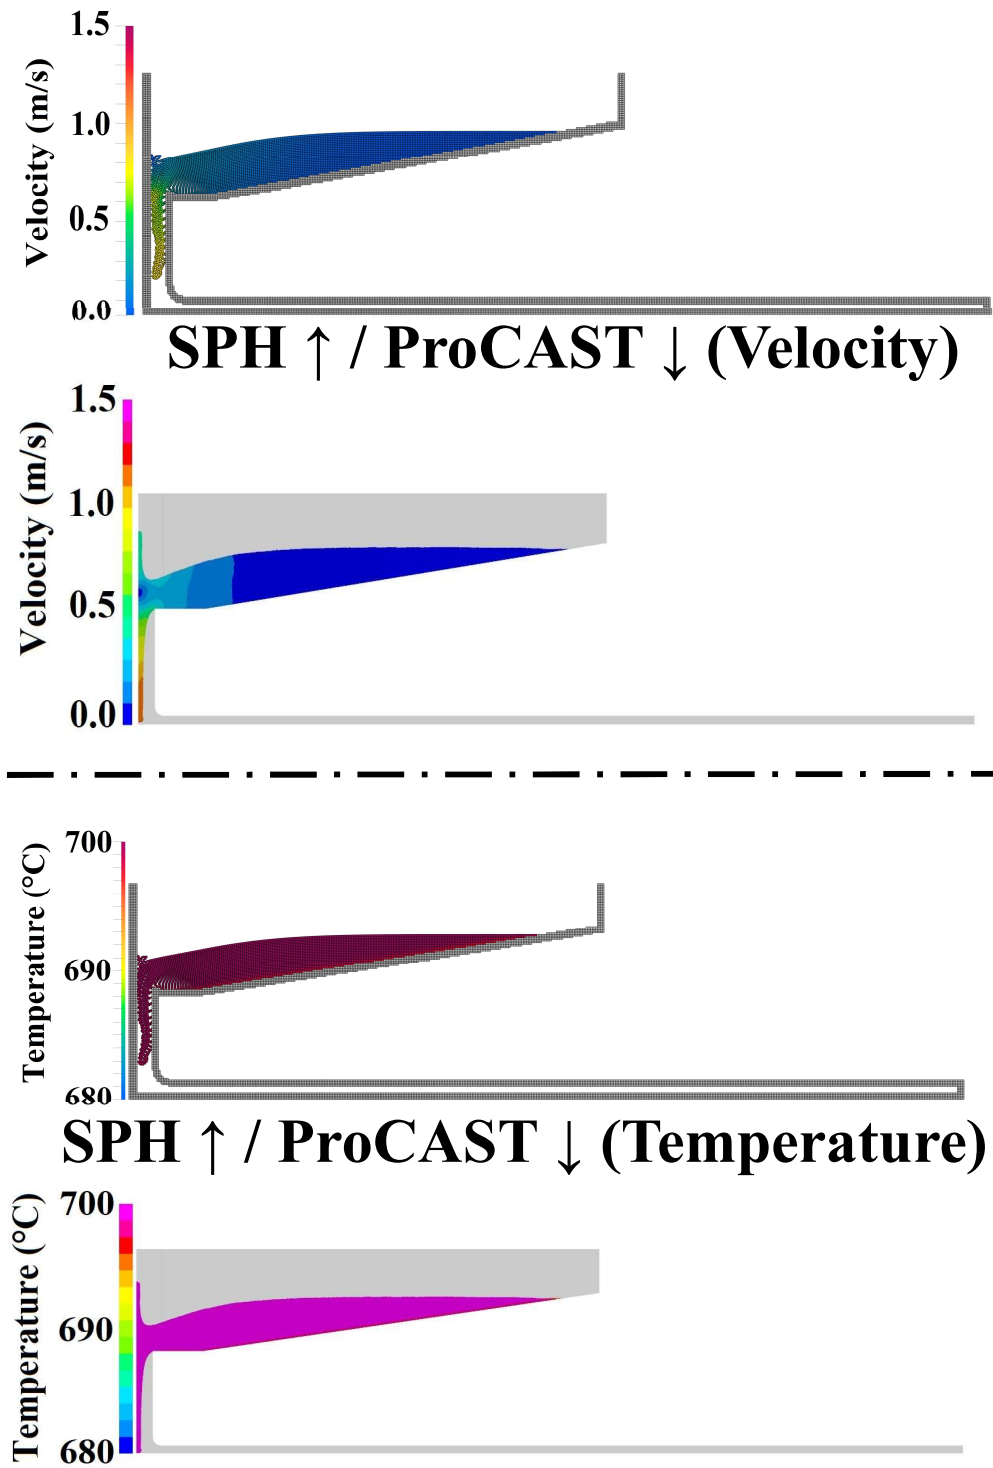 1.5
1.0
0.5
0.0
Velocity (m/s)
SPH ↑ / ProCAST ↓ (Velocity)
1.5
1.0
0.5
0.0
Velocity (m/s)
700
690
680
Temperature (°C)
SPH ↑ / ProCAST ↓ (Temperature)
700
690
680
Temperature (°C)